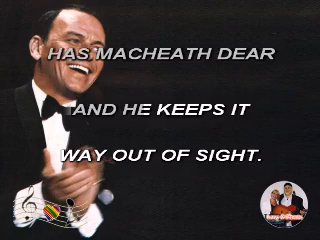 HAS MACHEATH DEAR
AND HE KEEPS IT
WAY OUT OF SIGHT.